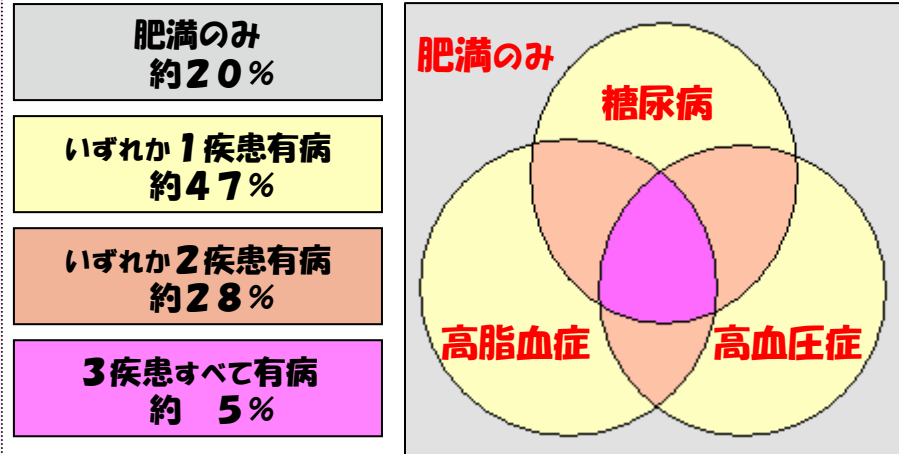 肥満のみ
約20%
いずれか1疾患有病
約47%
いずれか2疾患有病
約28%
3疾患すべて有病
約 5%
肥満のみ
糖尿病
高脂血症
高血圧症